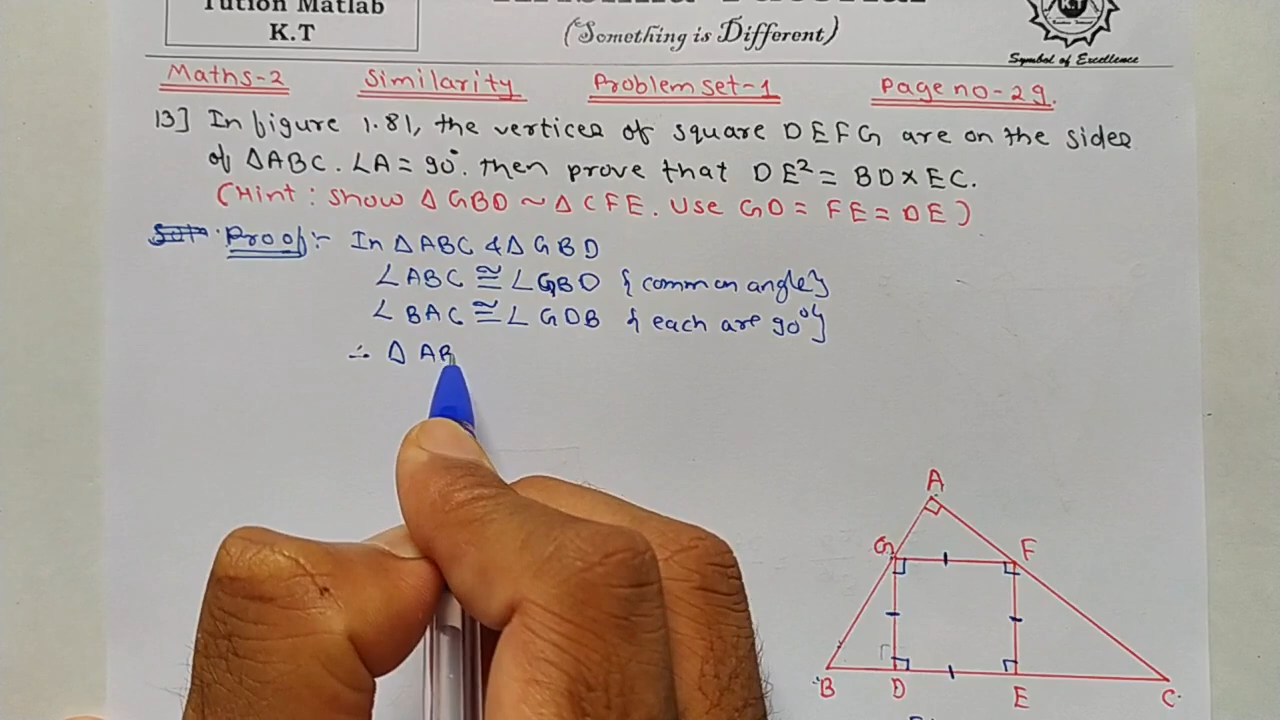 Tution Matlab
K.T
(Something is Different)
K.T
Symbol of Excellence
Maths-2 Similarity Problem set-1 Page no-29.
13] In figure 1.81, the vertices of square DEFG are on the sides
of ΔABC. ∠A = 90°. then prove that DE² = BD × EC.
(Hint : Show Δ GBD ~ Δ CFE. Use GD = FE = DE)
Proof:- In ΔABC & Δ GBD
∠ABC ≅ ∠GBD {common angle}
∠BAC ≅ ∠GDB {each are 90°}
∴ Δ AB
A
G F
B D E C